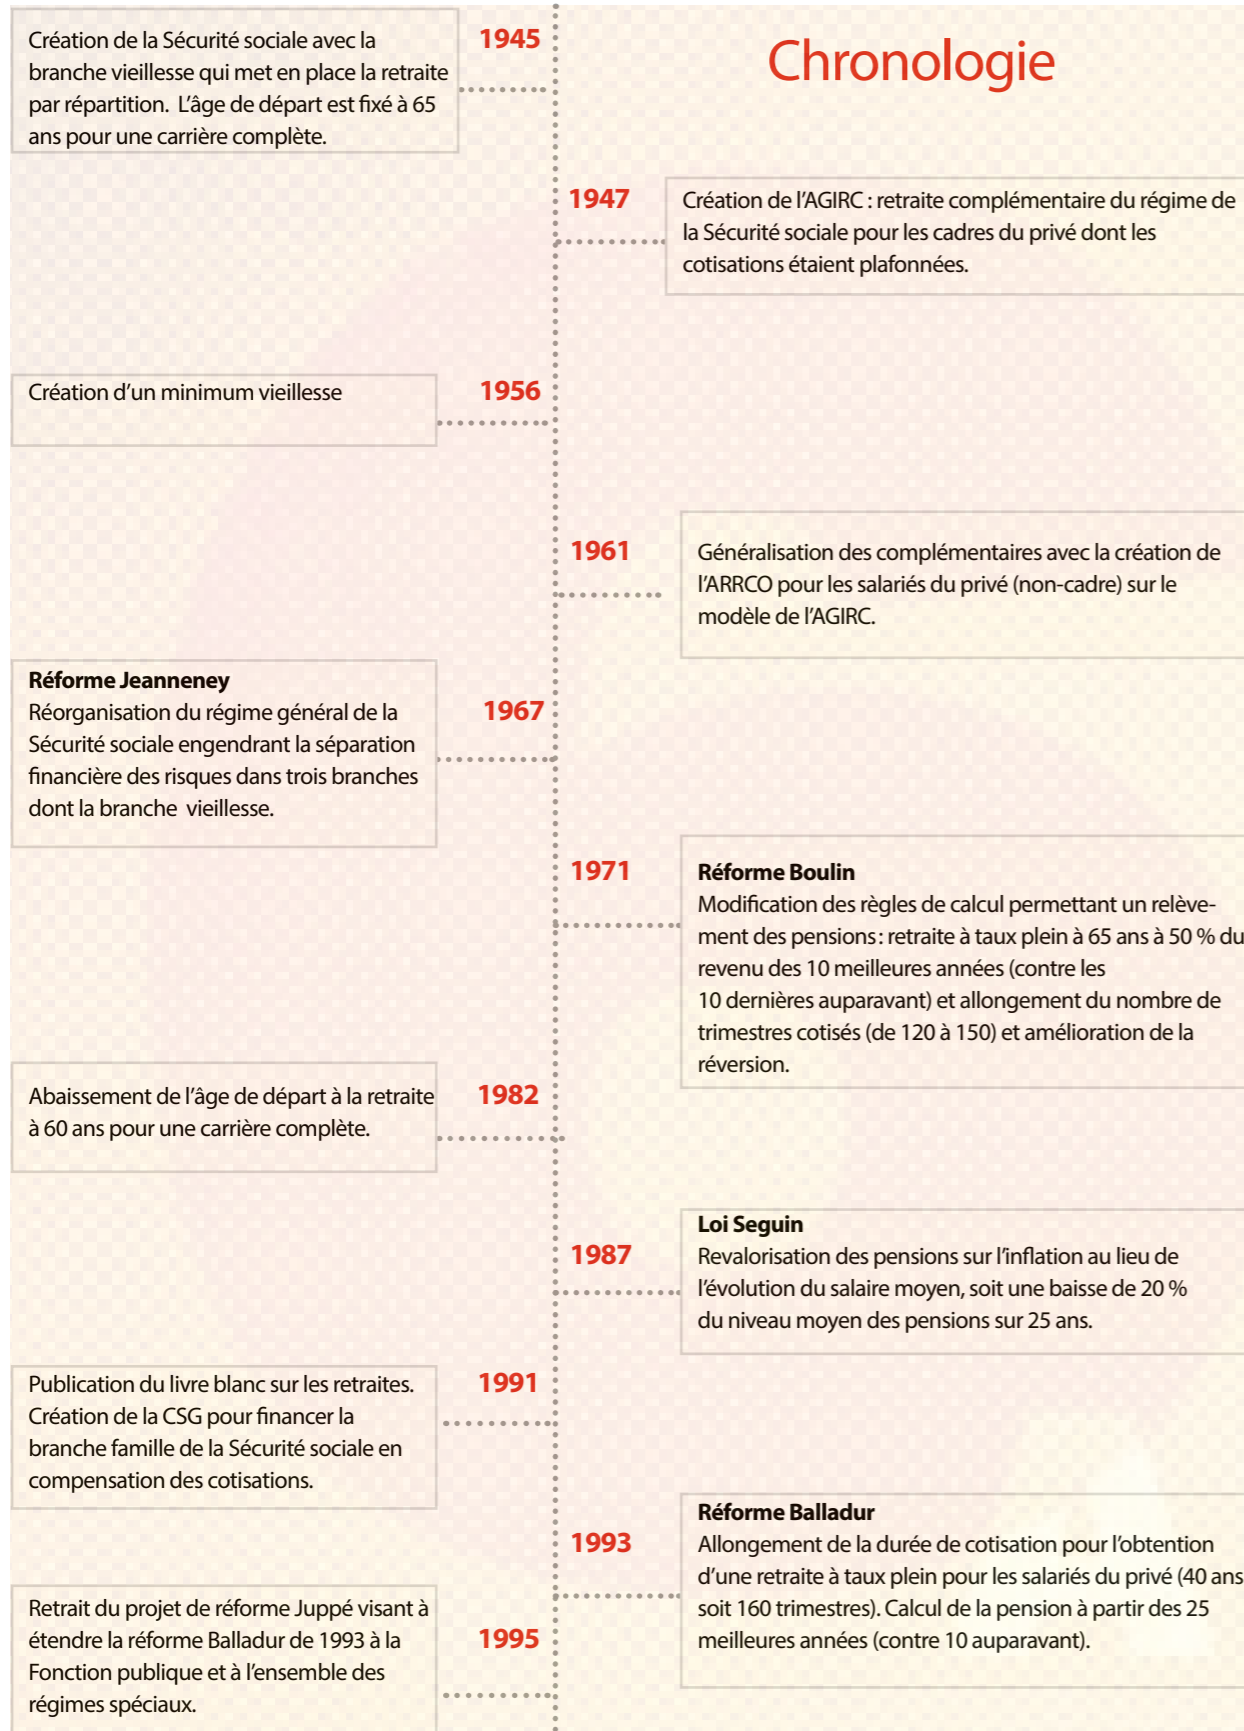 Chronologie
1945
Création de la Sécurité sociale avec la
branche vieillesse qui met en place la retraite
par répartition. L’âge de départ est fixé à 65
ans pour une carrière complète.
1947
Création de l’AGIRC : retraite complémentaire du régime de
la Sécurité sociale pour les cadres du privé dont les
cotisations étaient plafonnées.
1956
Création d’un minimum vieillesse
1961
Généralisation des complémentaires avec la création de
l’ARRCO pour les salariés du privé (non-cadre) sur le
modèle de l’AGIRC.
1967
Réforme Jeanneney
Réorganisation du régime général de la
Sécurité sociale engendrant la séparation
financière des risques dans trois branches
dont la branche vieillesse.
1971
Réforme Boulin
Modification des règles de calcul permettant un relève-
ment des pensions : retraite à taux plein à 65 ans à 50 % du
revenu des 10 meilleures années (contre les
10 dernières auparavant) et allongement du nombre de
trimestres cotisés (de 120 à 150) et amélioration de la
réversion.
1982
Abaissement de l’âge de départ à la retraite
à 60 ans pour une carrière complète.
1987
Loi Seguin
Revalorisation des pensions sur l’inflation au lieu de
l’évolution du salaire moyen, soit une baisse de 20 %
du niveau moyen des pensions sur 25 ans.
1991
Publication du livre blanc sur les retraites.
Création de la CSG pour financer la
branche famille de la Sécurité sociale en
compensation des cotisations.
1993
Réforme Balladur
Allongement de la durée de cotisation pour l’obtention
d’une retraite à taux plein pour les salariés du privé (40 ans
soit 160 trimestres). Calcul de la pension à partir des 25
meilleures années (contre 10 auparavant).
1995
Retrait du projet de réforme Juppé visant à
étendre la réforme Balladur de 1993 à la
Fonction publique et à l’ensemble des
régimes spéciaux.